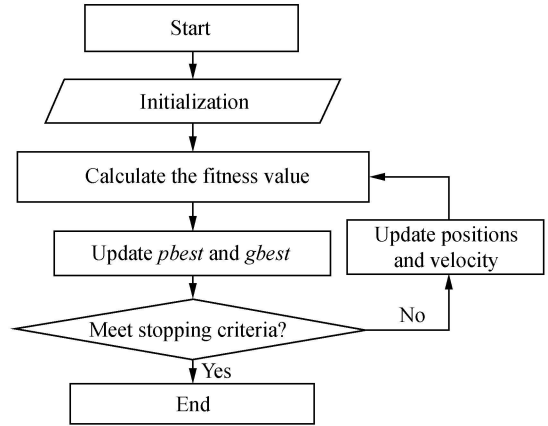 Start
Initialization
Calculate the fitness value
Update pbest and gbest
Update positions
and velocity
Meet stopping criteria?
No
Yes
End